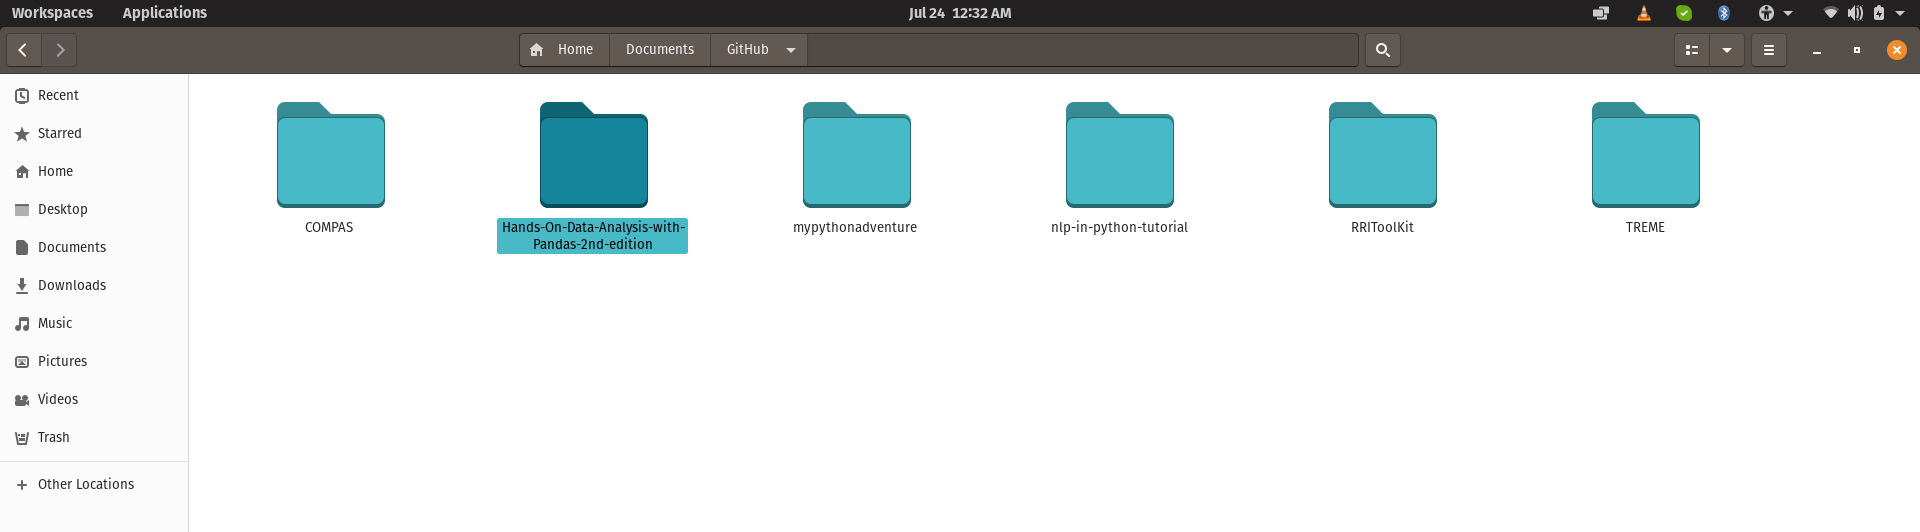 Workspaces Applications Jul 24 12:32 AM
Home Documents GitHub
Recent
Starred
Home
Desktop
Documents
Downloads
Music
Pictures
Videos
Trash
Other Locations
COMPAS
Hands-On-Data-Analysis-with-
Pandas-2nd-edition
mypythonadventure
nlp-in-python-tutorial
RRIToolKit
TREME